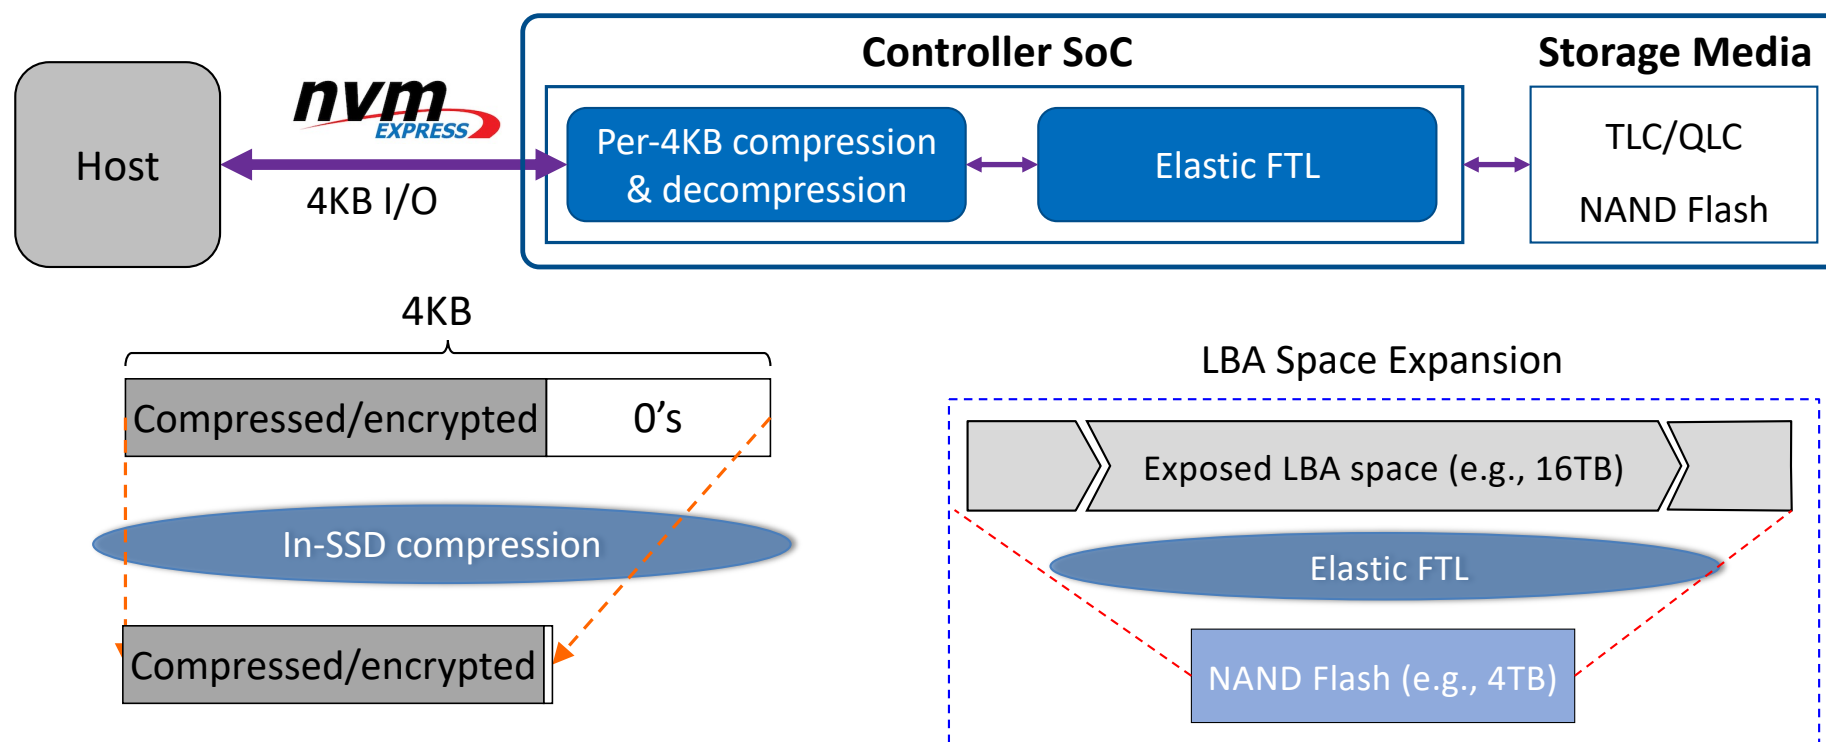 Controller SoC
Storage Media
Host
nvm
EXPRESS
4KB I/O
Per-4KB compression
& decompression
Elastic FTL
TLC/QLC
NAND Flash
4KB
Compressed/encrypted
0's
In-SSD compression
Compressed/encrypted
LBA Space Expansion
Exposed LBA space (e.g., 16TB)
Elastic FTL
NAND Flash (e.g., 4TB)